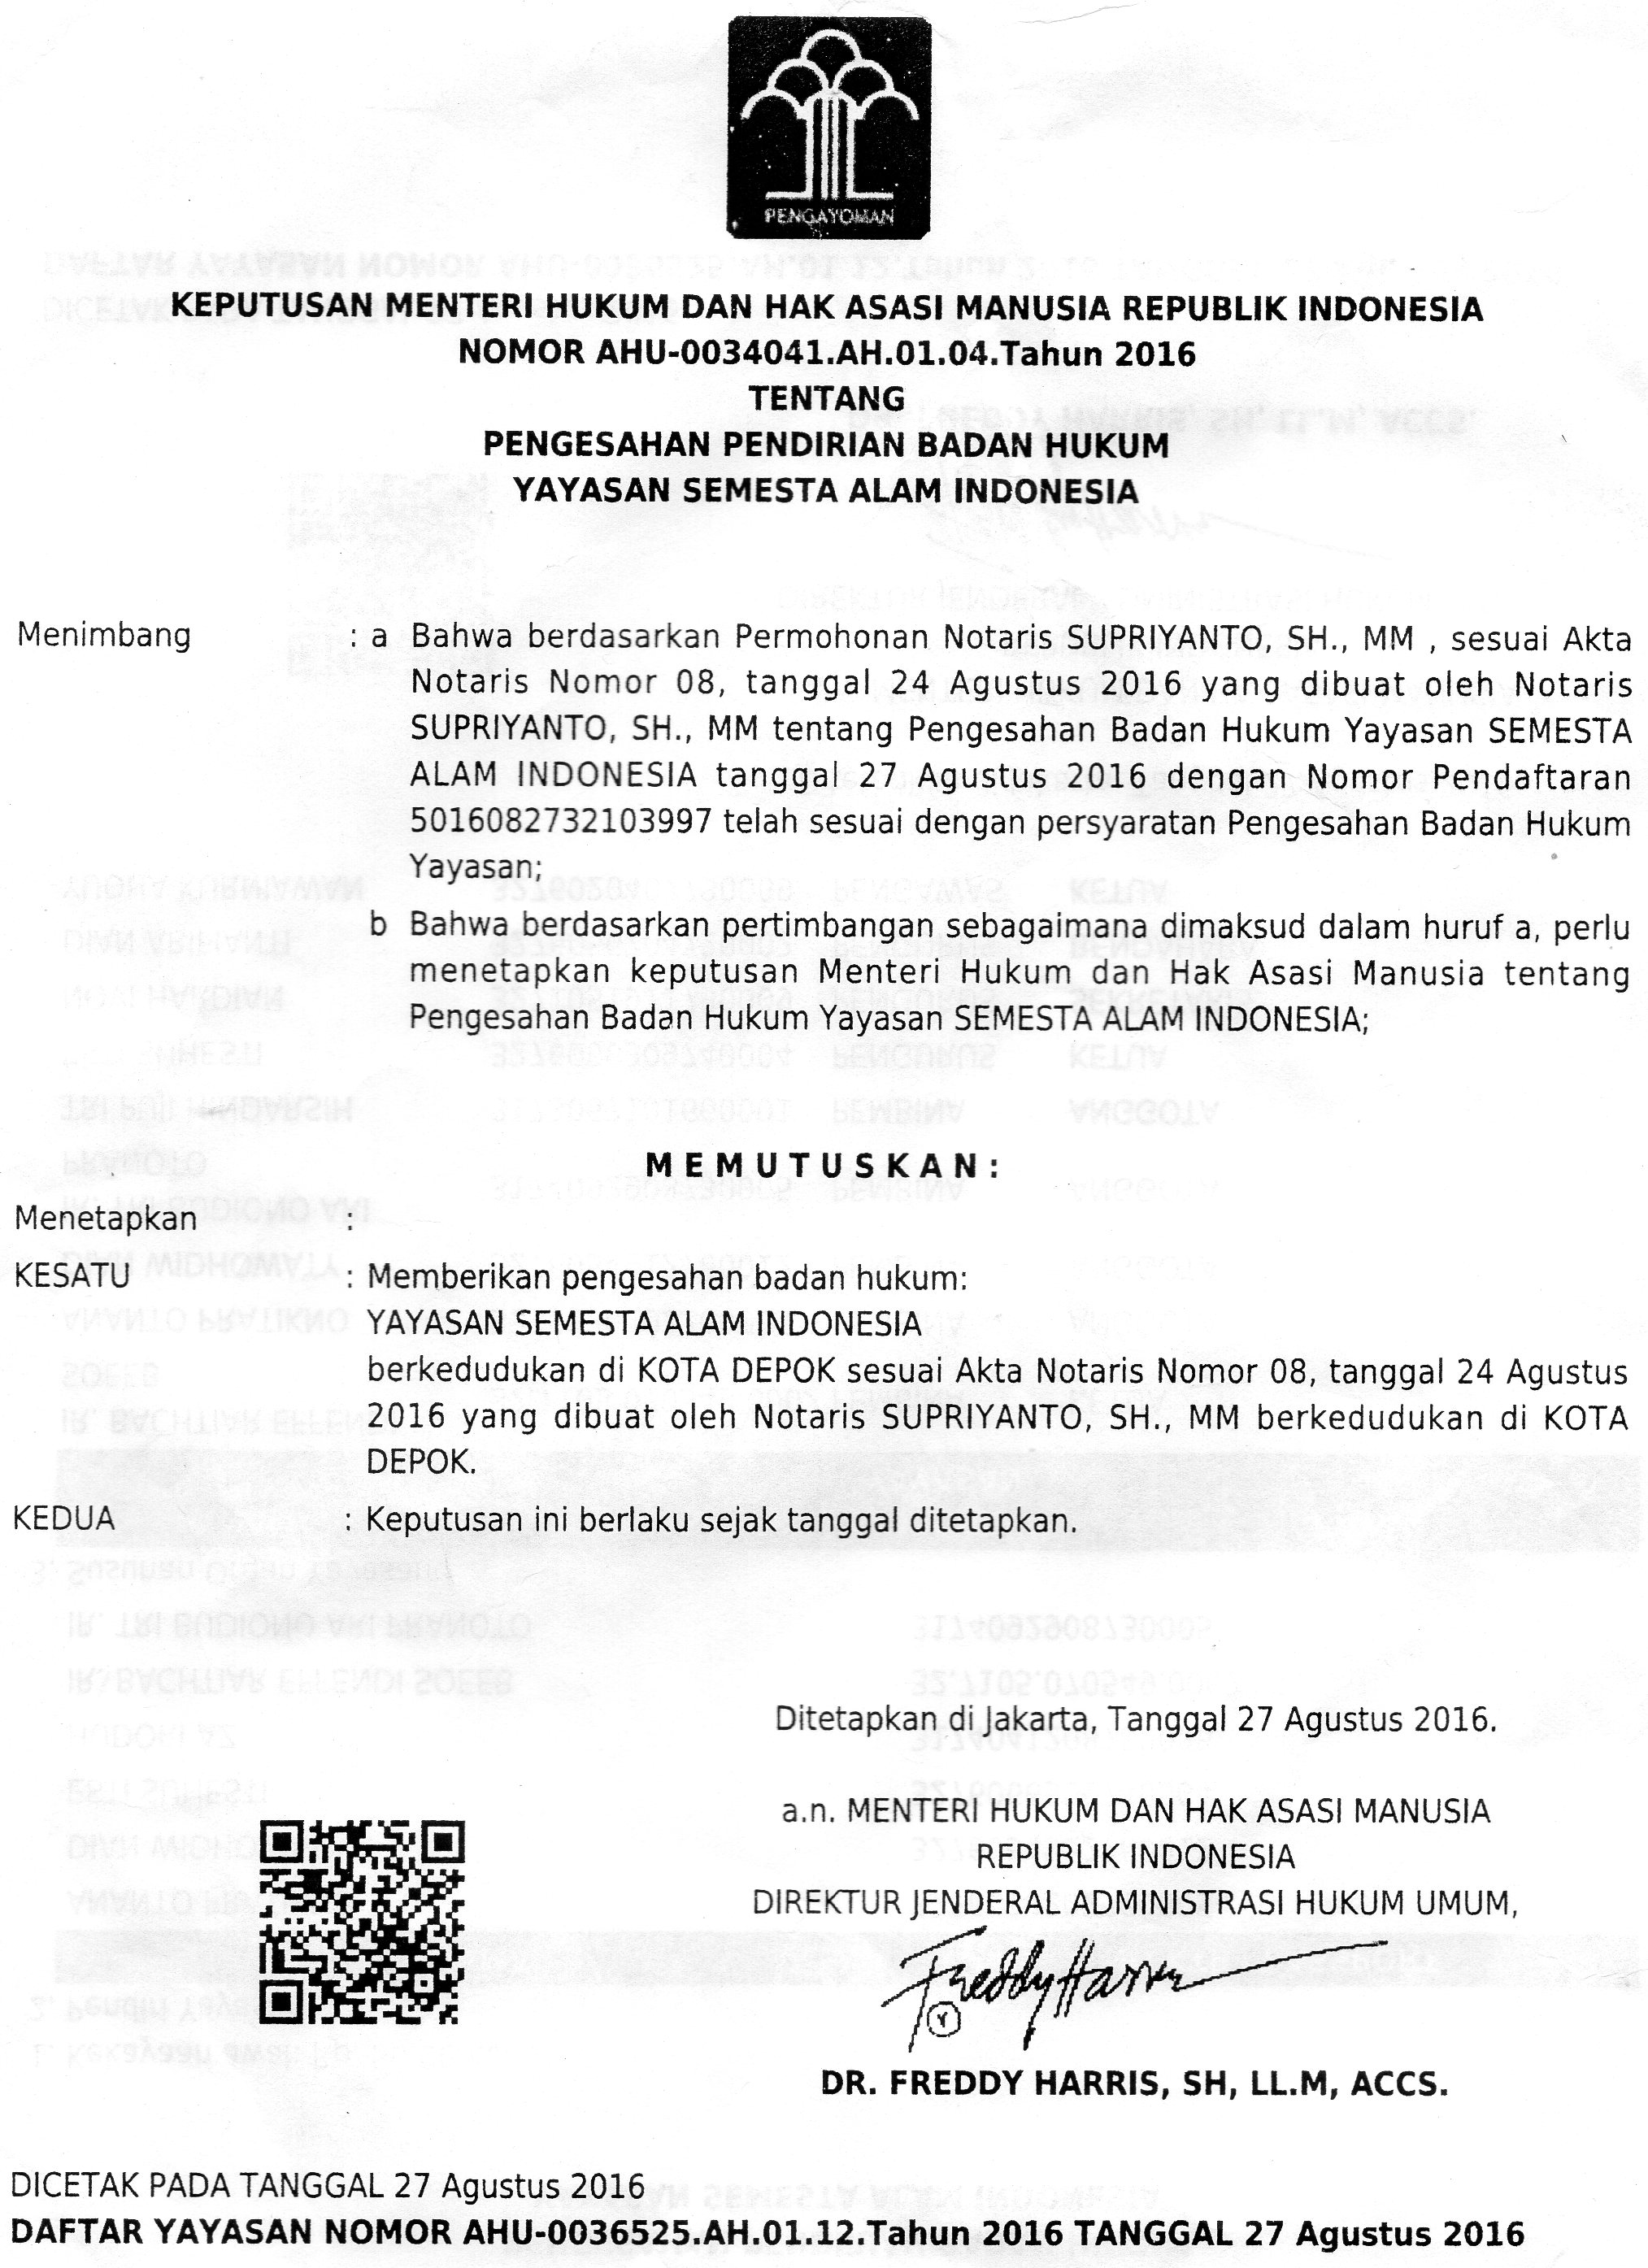 PENGAYOMAN
KEPUTUSAN MENTERI HUKUM DAN HAK ASASI MANUSIA REPUBLIK INDONESIA
NOMOR AHU-0034041.AH.01.04.Tahun 2016
TENTANG
PENGESAHAN PENDIRIAN BADAN HUKUM
YAYASAN SEMESTA ALAM INDONESIA
Menimbang : a Bahwa berdasarkan Permohonan Notaris SUPRIYANTO, SH., MM , sesuai Akta
Notaris Nomor 08, tanggal 24 Agustus 2016 yang dibuat oleh Notaris
SUPRIYANTO, SH., MM tentang Pengesahan Badan Hukum Yayasan SEMESTA
ALAM INDONESIA tanggal 27 Agustus 2016 dengan Nomor Pendaftaran
5016082732103997 telah sesuai dengan persyaratan Pengesahan Badan Hukum
Yayasan;
b Bahwa berdasarkan pertimbangan sebagaimana dimaksud dalam huruf a, perlu
menetapkan keputusan Menteri Hukum dan Hak Asasi Manusia tentang
Pengesahan Badan Hukum Yayasan SEMESTA ALAM INDONESIA;
M E M U T U S K A N :
Menetapkan :
KESATU : Memberikan pengesahan badan hukum:
YAYASAN SEMESTA ALAM INDONESIA
berkedudukan di KOTA DEPOK sesuai Akta Notaris Nomor 08, tanggal 24 Agustus
2016 yang dibuat oleh Notaris SUPRIYANTO, SH., MM berkedudukan di KOTA
DEPOK.
KEDUA : Keputusan ini berlaku sejak tanggal ditetapkan.
Ditetapkan di Jakarta, Tanggal 27 Agustus 2016.
a.n. MENTERI HUKUM DAN HAK ASASI MANUSIA
REPUBLIK INDONESIA
DIREKTUR JENDERAL ADMINISTRASI HUKUM UMUM,
Freddy Harris
DR. FREDDY HARRIS, SH, LL.M, ACCS.
DICETAK PADA TANGGAL 27 Agustus 2016
DAFTAR YAYASAN NOMOR AHU-0036525.AH.01.12.Tahun 2016 TANGGAL 27 Agustus 2016